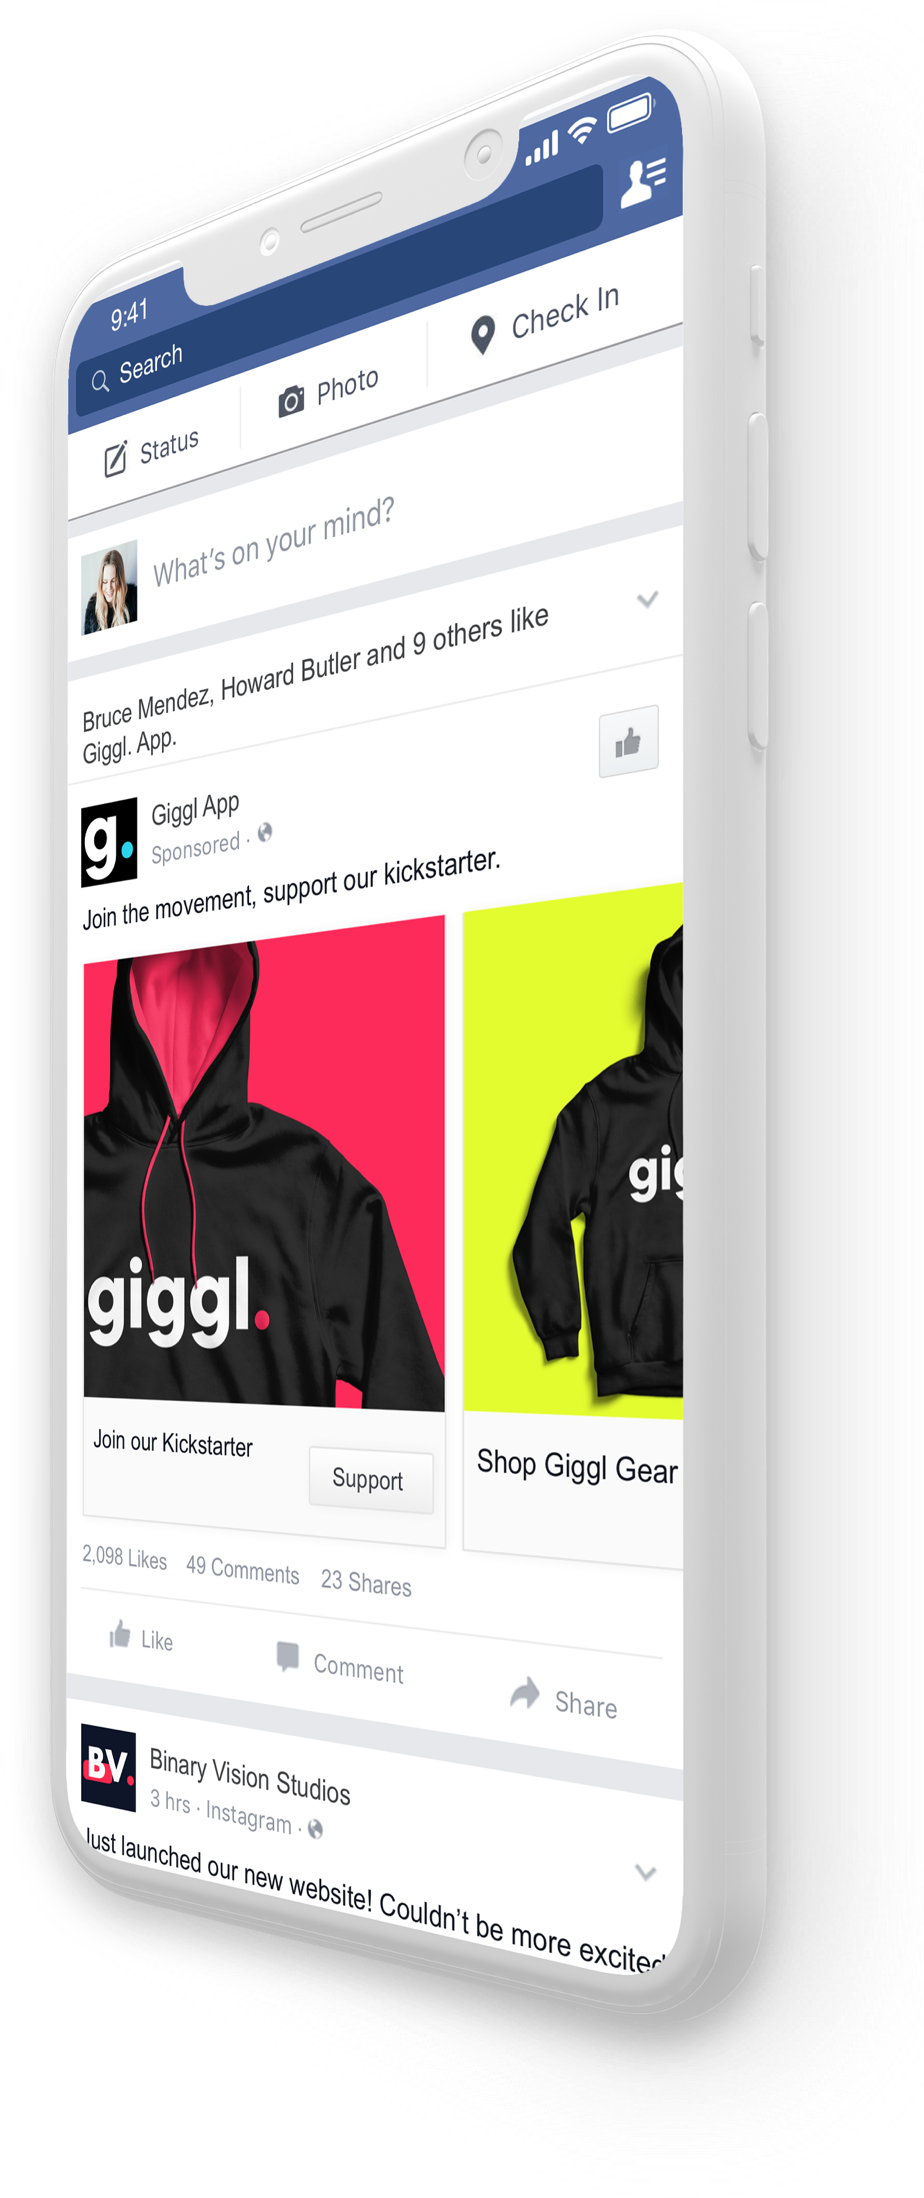 9:41
Search
Status
Photo
Check In
What's on your mind?
Bruce Mendez, Howard Butler and 9 others like
Giggl. App.
g.
Giggl App
Sponsored ·
Join the movement, support our kickstarter.
giggl.
gig
Join our Kickstarter
Support
Shop Giggl Gear
2,098 Likes 49 Comments 23 Shares
Like
Comment
Share
BV.
Binary Vision Studios
3 hrs · Instagram ·
Just launched our new website! Couldn't be more excited